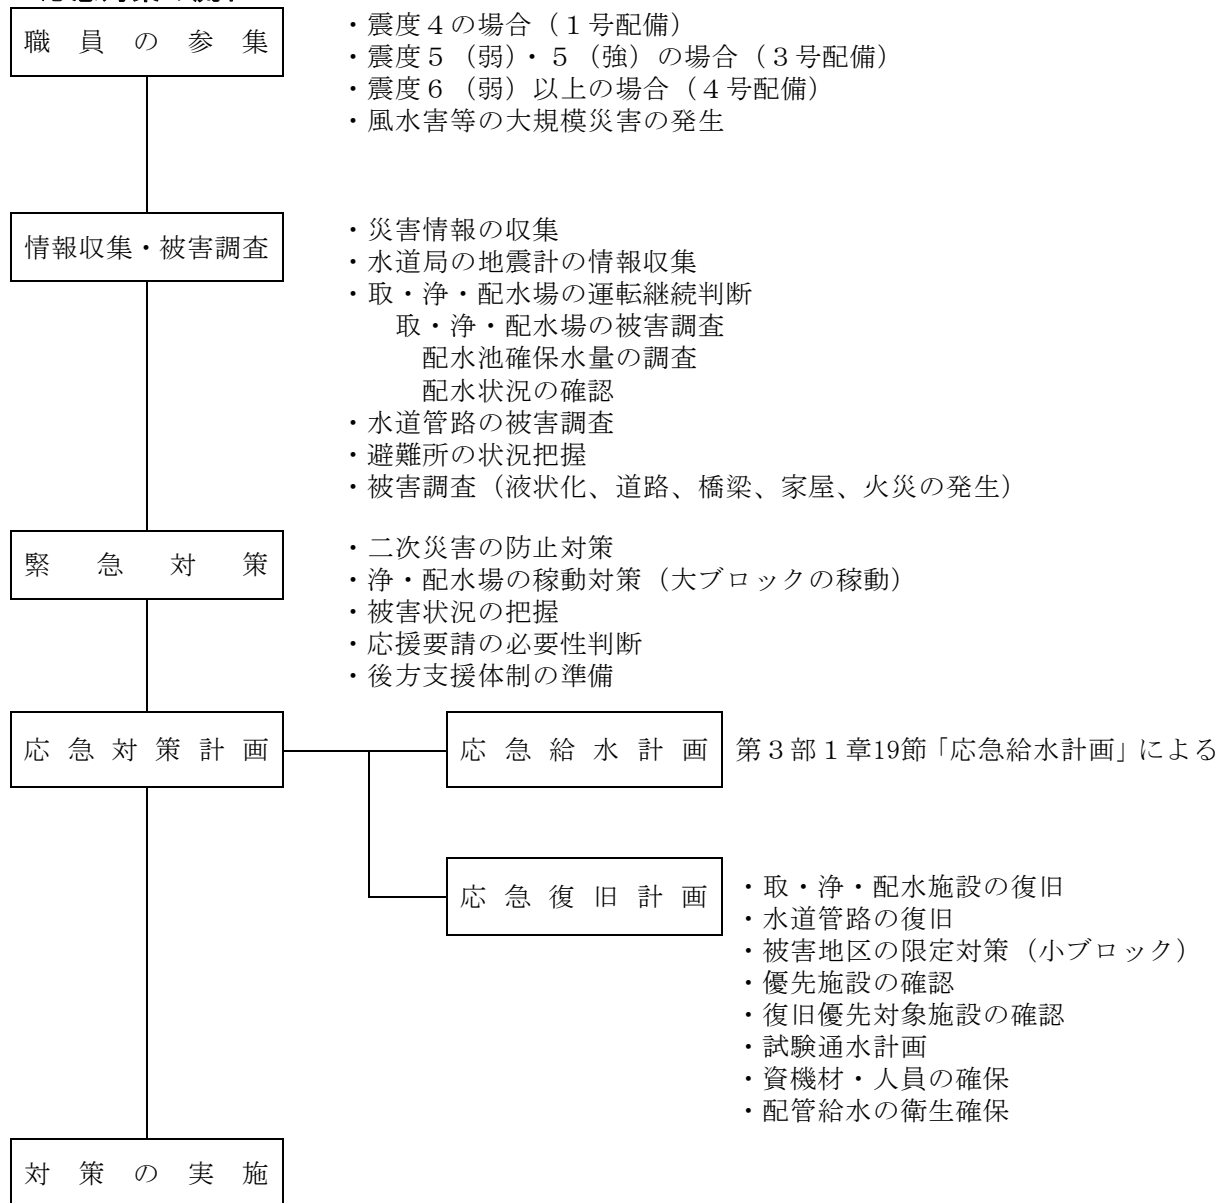 職員の参集
・震度４の場合（１号配備）
・震度５（弱）・５（強）の場合（３号配備）
・震度６（弱）以上の場合（４号配備）
・風水害等の大規模災害の発生
情報収集・被害調査
・災害情報の収集
・水道局の地震計の情報収集
・取・浄・配水場の運転継続判断
取・浄・配水場の被害調査
配水池確保水量の調査
配水状況の確認
・水道管路の被害調査
・避難所の状況把握
・被害調査（液状化、道路、橋梁、家屋、火災の発生）
緊急対策
・二次災害の防止対策
・浄・配水場の稼動対策（大ブロックの稼動）
・被害状況の把握
・応援要請の必要性判断
・後方支援体制の準備
応急対策計画
応急給水計画
第３部１章19節「応急給水計画」による
応急復旧計画
・取・浄・配水施設の復旧
・水道管路の復旧
・被害地区の限定対策（小ブロック）
・優先施設の確認
・復旧優先対象施設の確認
・試験通水計画
・資機材・人員の確保
・配管給水の衛生確保
対策の実施